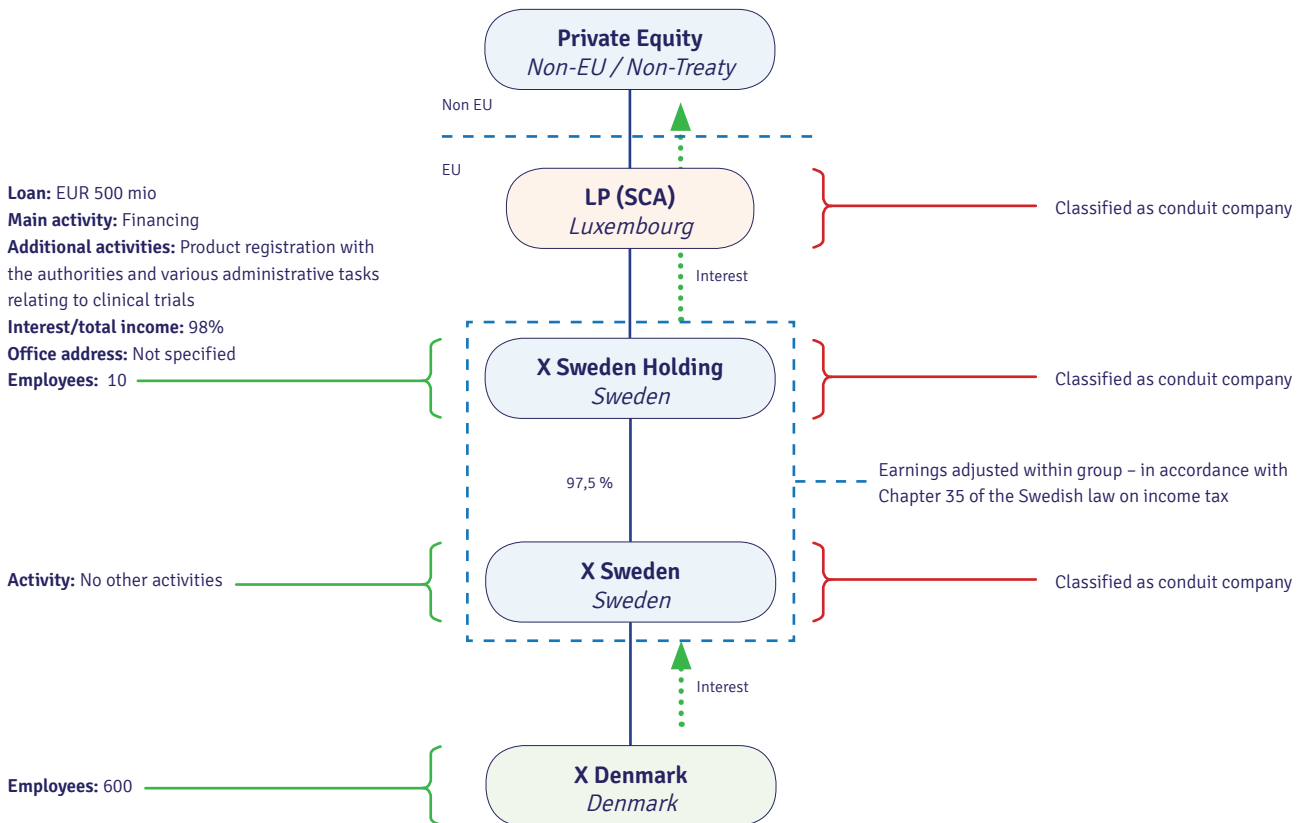 Private Equity
Non-EU / Non-Treaty
Non EU
EU
LP (SCA)
Luxembourg
Classified as conduit company
Loan: EUR 500 mio
Main activity: Financing
Additional activities: Product registration with
the authorities and various administrative tasks
relating to clinical trials
Interest/total income: 98%
Office address: Not specified
Employees: 10
Interest
X Sweden Holding
Sweden
Classified as conduit company
97,5 %
Earnings adjusted within group – in accordance with
Chapter 35 of the Swedish law on income tax
Activity: No other activities
X Sweden
Sweden
Classified as conduit company
Interest
Employees: 600
X Denmark
Denmark